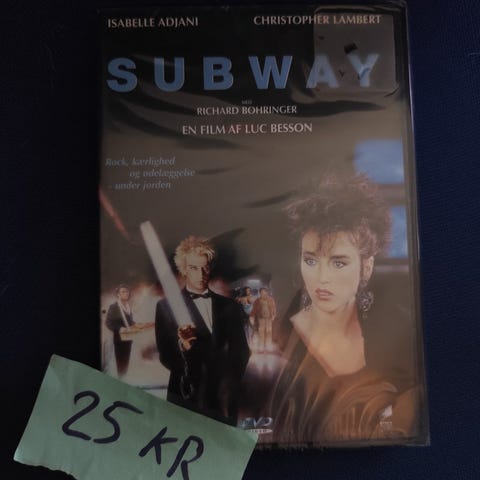 ISABELLE ADJANI CHRISTOPHER LAMBERT
SUBWAY
MED
RICHARD BOHRINGER
EN FILM AF LUC BESSON
Rock, kærlighed
og ødelæggelse
- under jorden
25 KR
DVD